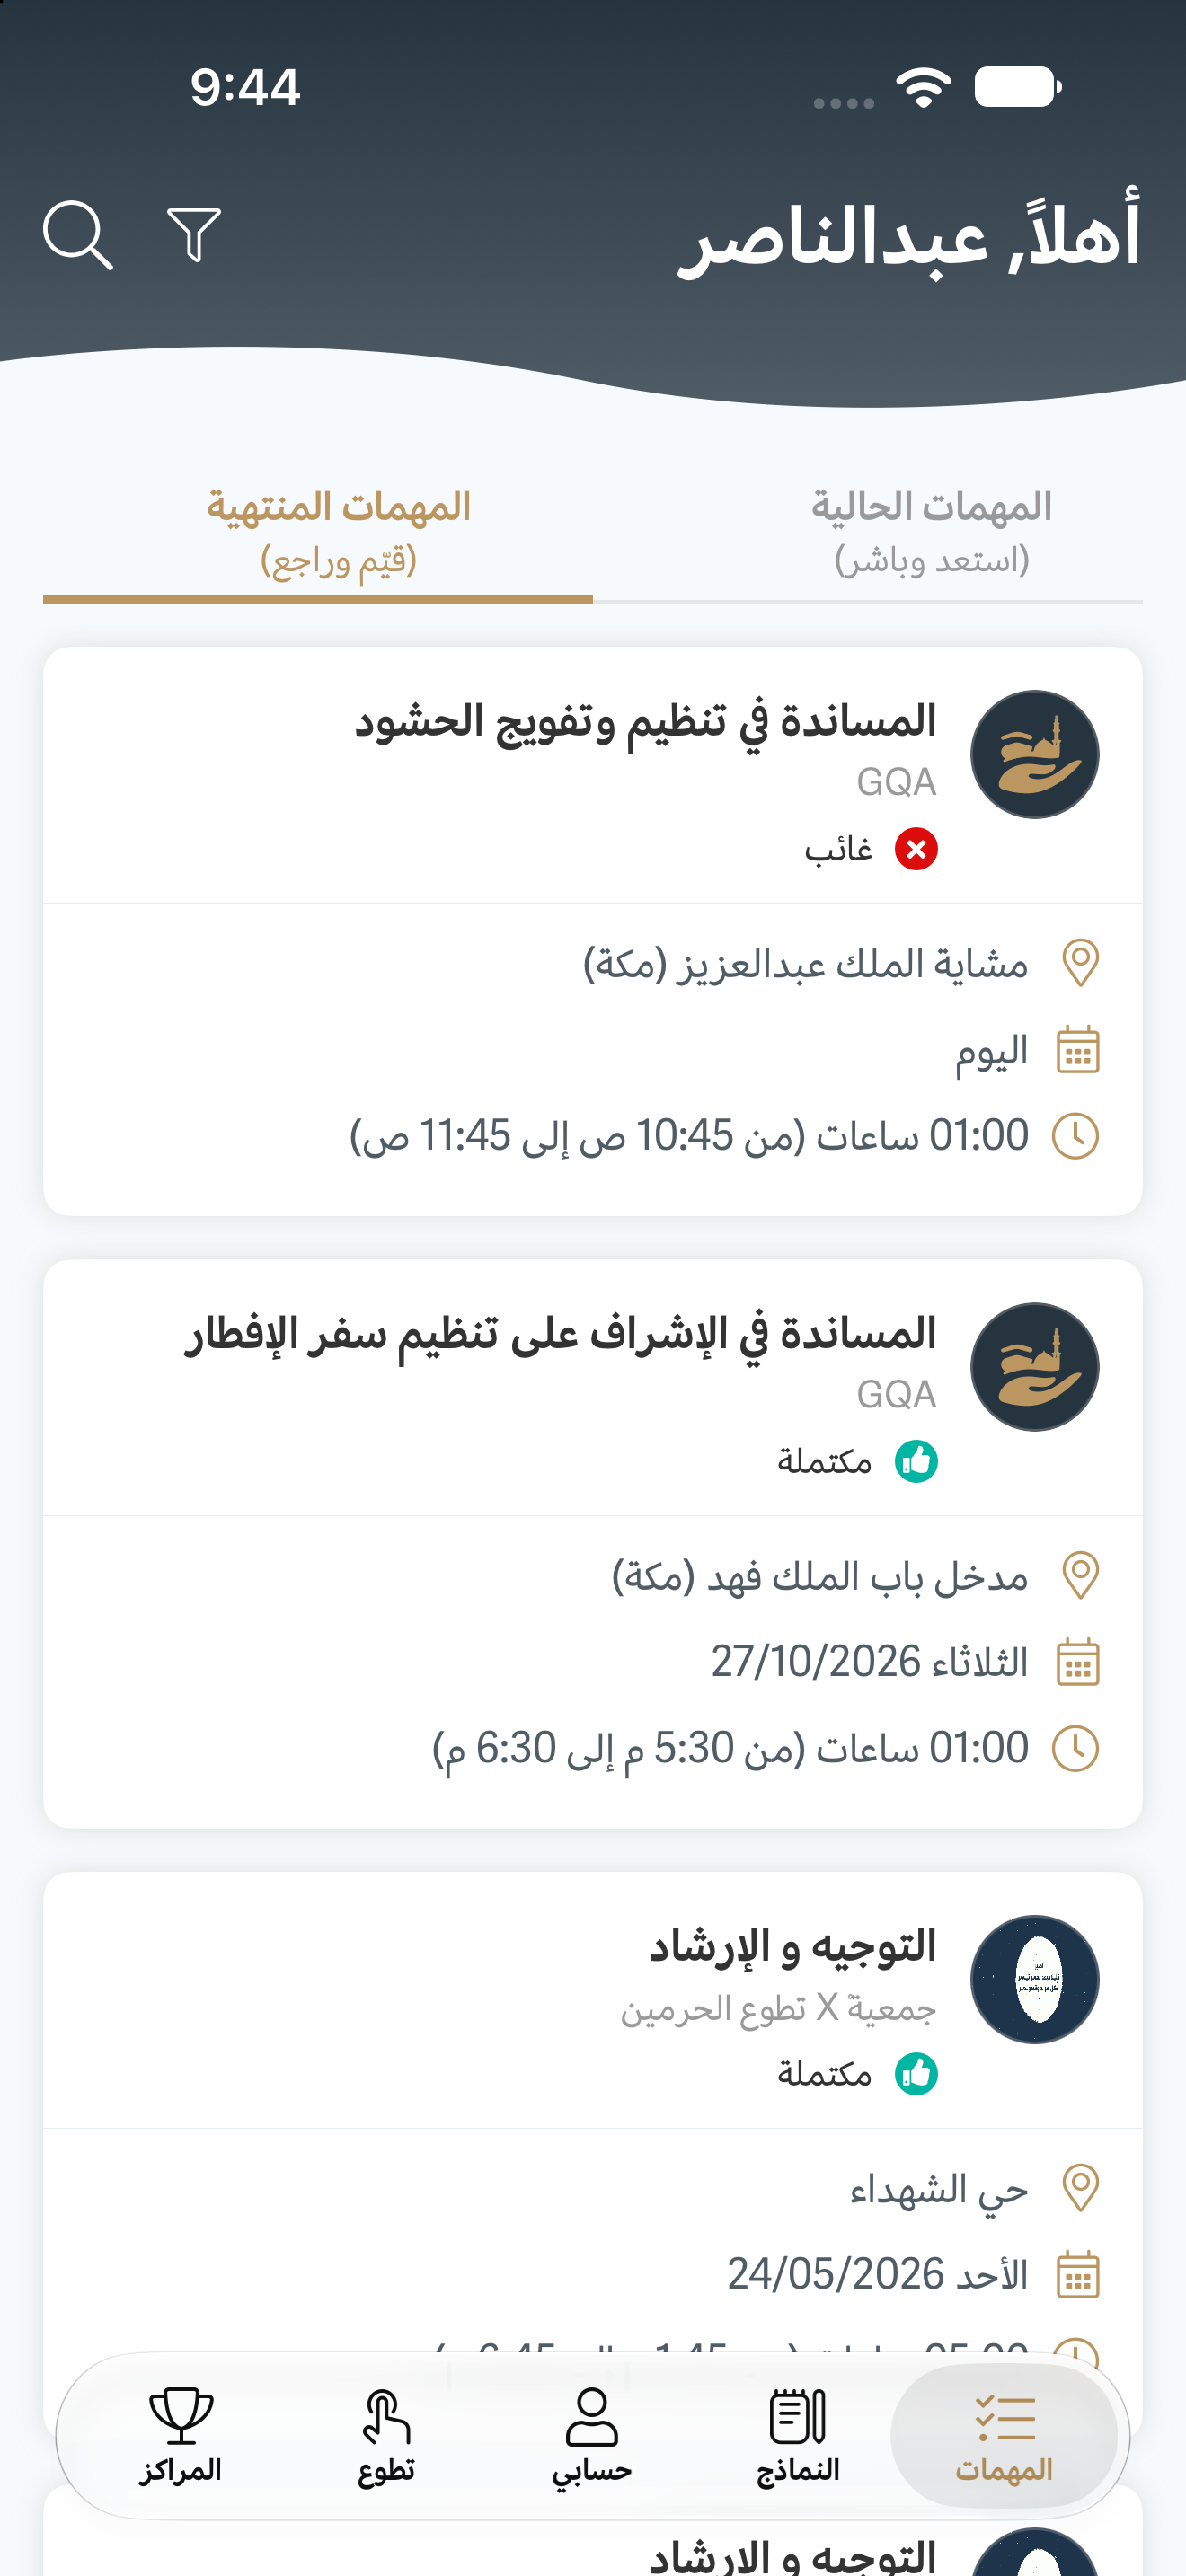 9:44
أهلاً, عبدالناصر
المهمات الحالية
(استعد وباشر)
المهمات المنتهية
(قيّم وراجع)
المساندة في تنظيم وتفويج الحشود
GQA
غائب
مشاية الملك عبدالعزيز (مكة)
اليوم
01:00 ساعات (من 10:45 ص إلى 11:45 ص)
المساندة في الإشراف على تنظيم سفر الإفطار
GQA
مكتملة
مدخل باب الملك فهد (مكة)
الثلاثاء 27/10/2026
01:00 ساعات (من 5:30 م إلى 6:30 م)
التوجيه و الإرشاد
جمعية X تطوع الحرمين
مكتملة
حي الشهداء
الأحد 24/05/2026
المهمات
النماذج
حسابي
تطوع
المراكز
التوجيه و الإرشاد